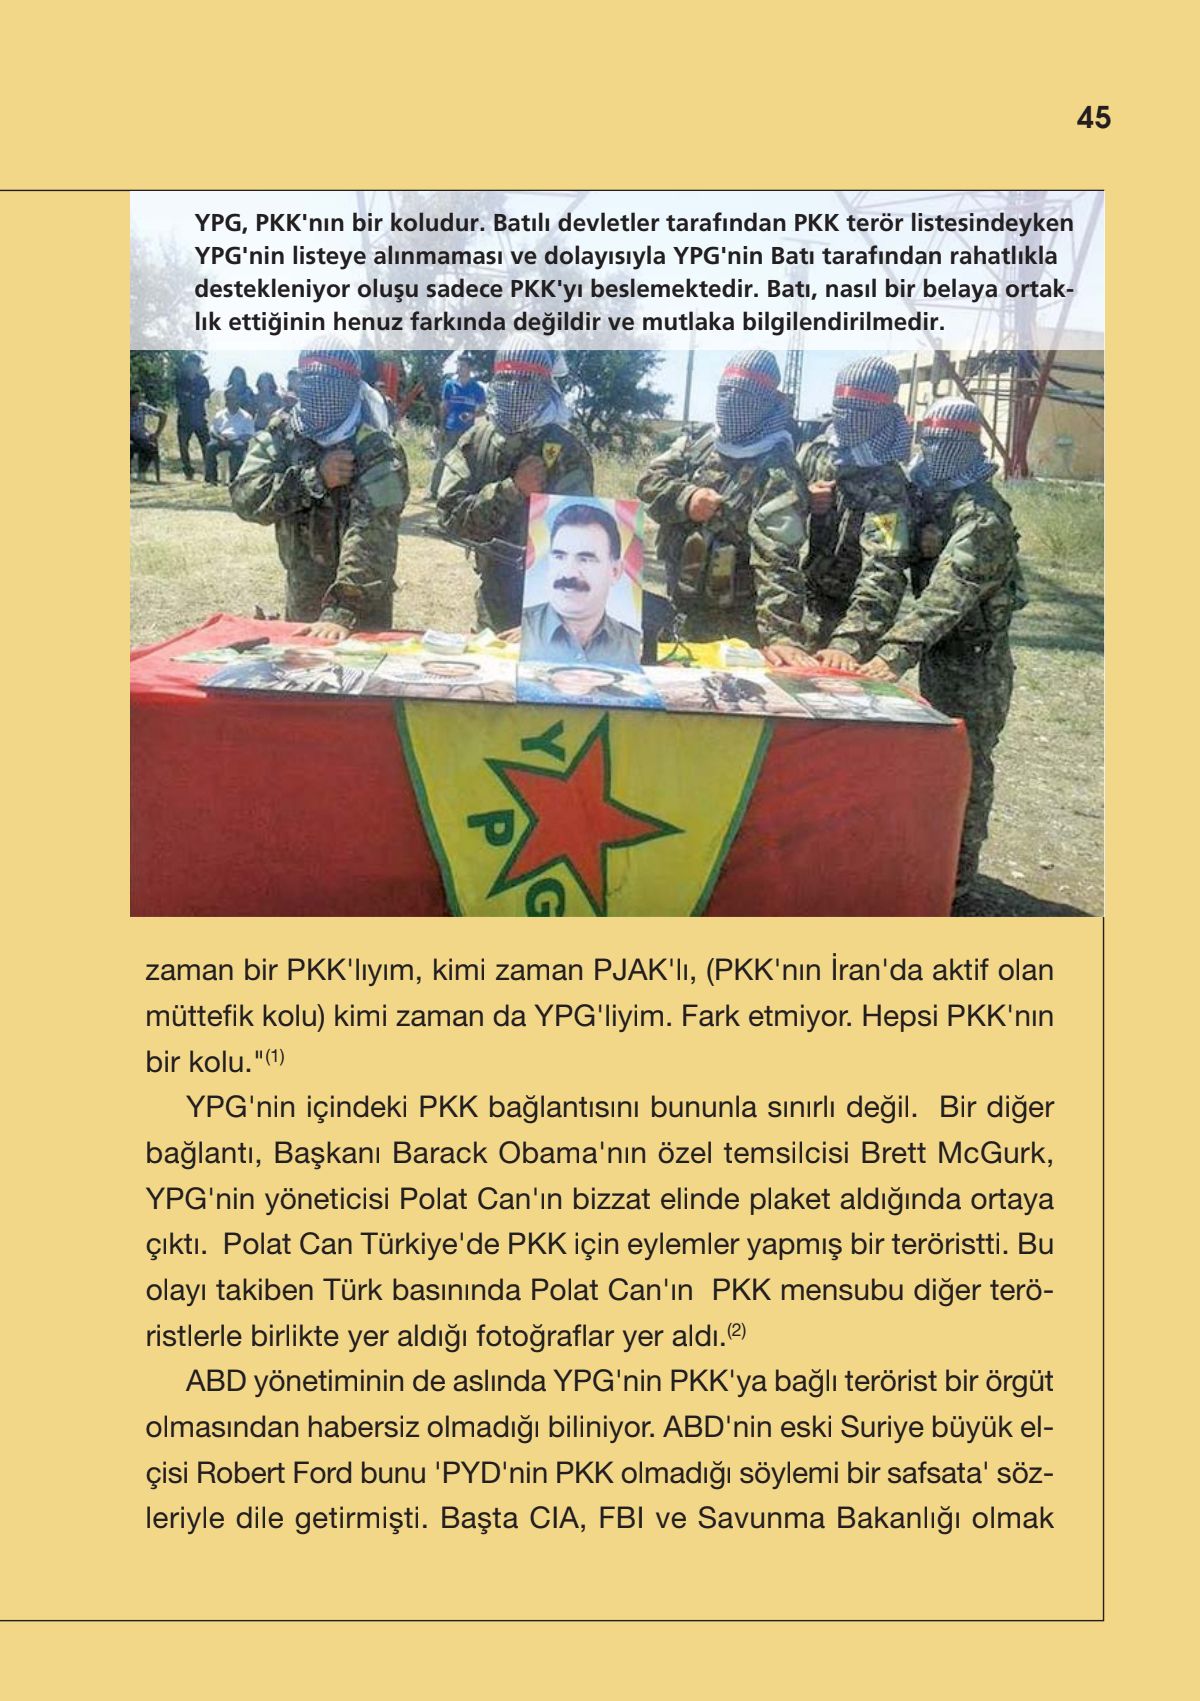 45
YPG, PKK'nın bir koludur. Batılı devletler tarafından PKK terör listesindeyken
YPG'nin listeye alınmaması ve dolayısıyla YPG'nin Batı tarafından rahatlıkla
destekleniyor oluşu sadece PKK'yı beslemektedir. Batı, nasıl bir belaya ortak-
lık ettiğinin henuz farkında değildir ve mutlaka bilgilendirilmedir.
Y
P
G
zaman bir PKK'lıyım, kimi zaman PJAK'lı, (PKK'nın İran'da aktif olan
müttefik kolu) kimi zaman da YPG'liyim. Fark etmiyor. Hepsi PKK'nın
bir kolu."(1)
YPG'nin içindeki PKK bağlantısını bununla sınırlı değil.  Bir diğer
bağlantı, Başkanı Barack Obama'nın özel temsilcisi Brett McGurk,
YPG'nin yöneticisi Polat Can'ın bizzat elinde plaket aldığında ortaya
çıktı.  Polat Can Türkiye'de PKK için eylemler yapmış bir teröristti. Bu
olayı takiben Türk basınında Polat Can'ın  PKK mensubu diğer terö-
ristlerle birlikte yer aldığı fotoğraflar yer aldı.(2)
ABD yönetiminin de aslında YPG'nin PKK'ya bağlı terörist bir örgüt
olmasından habersiz olmadığı biliniyor. ABD'nin eski Suriye büyük el-
çisi Robert Ford bunu 'PYD'nin PKK olmadığı söylemi bir safsata' söz-
leriyle dile getirmişti. Başta CIA, FBI ve Savunma Bakanlığı olmak